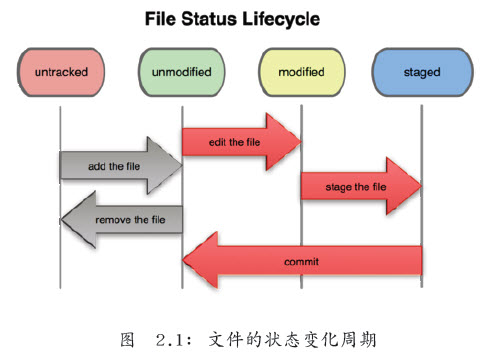 File Status Lifecycle
untracked
unmodified
modified
staged
edit the file
add the file
stage the file
remove the file
commit
图 2.1: 文件的状态变化周期